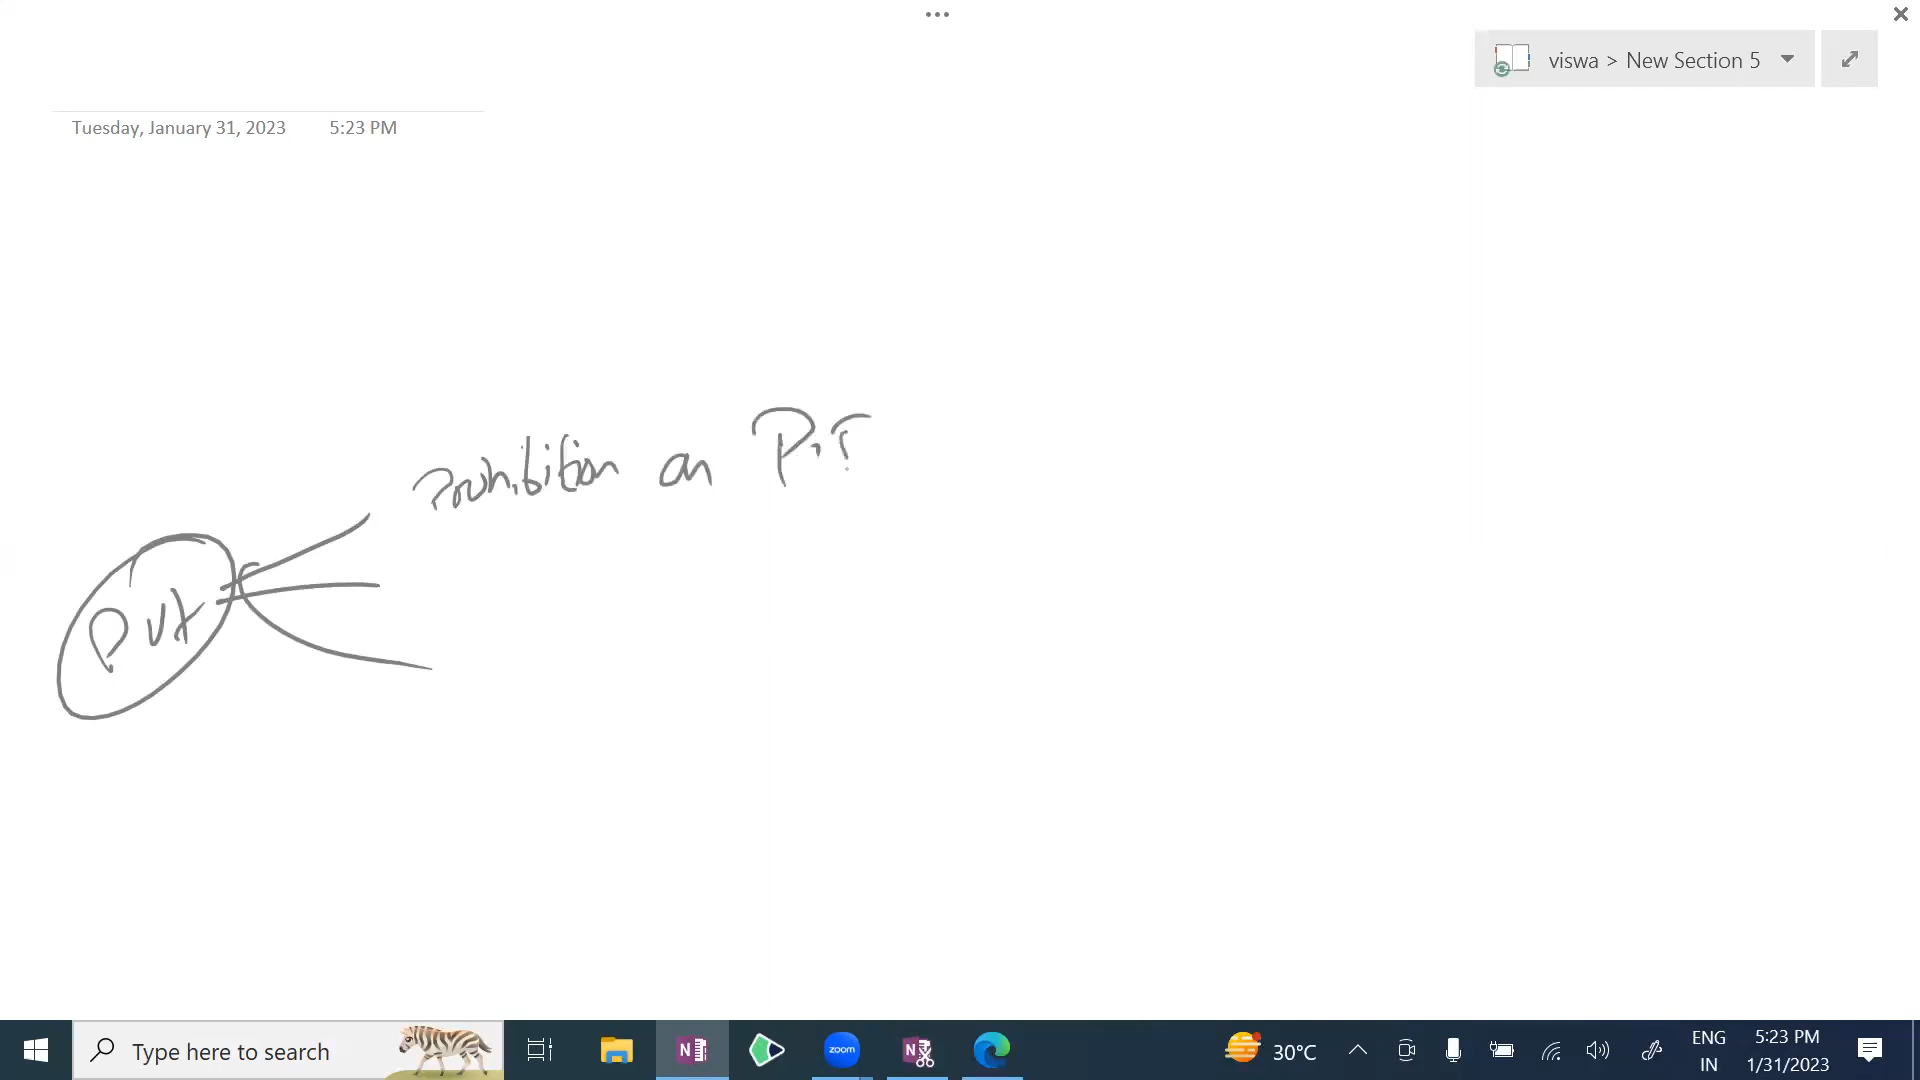 viswa > New Section 5
Tuesday, January 31, 2023 5:23 PM
Prohibition on
Pvt
Type here to search
N
zoom
N
30°C
ENG
IN
5:23 PM
1/31/2023